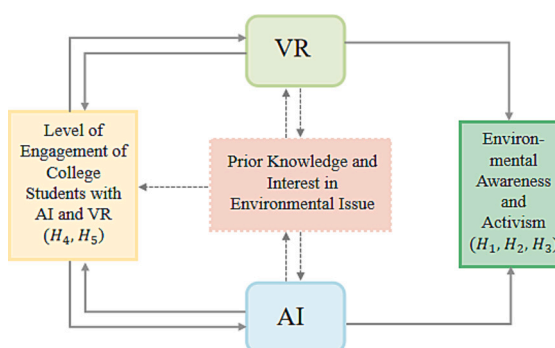 VR
Level of
Engagement of
College
Students with
AI and VR
(H₄, H₅)
Prior Knowledge and
Interest in
Environmental Issue
Environ-
mental
Awareness
and
Activism
(H₁, H₂, H₃)
AI